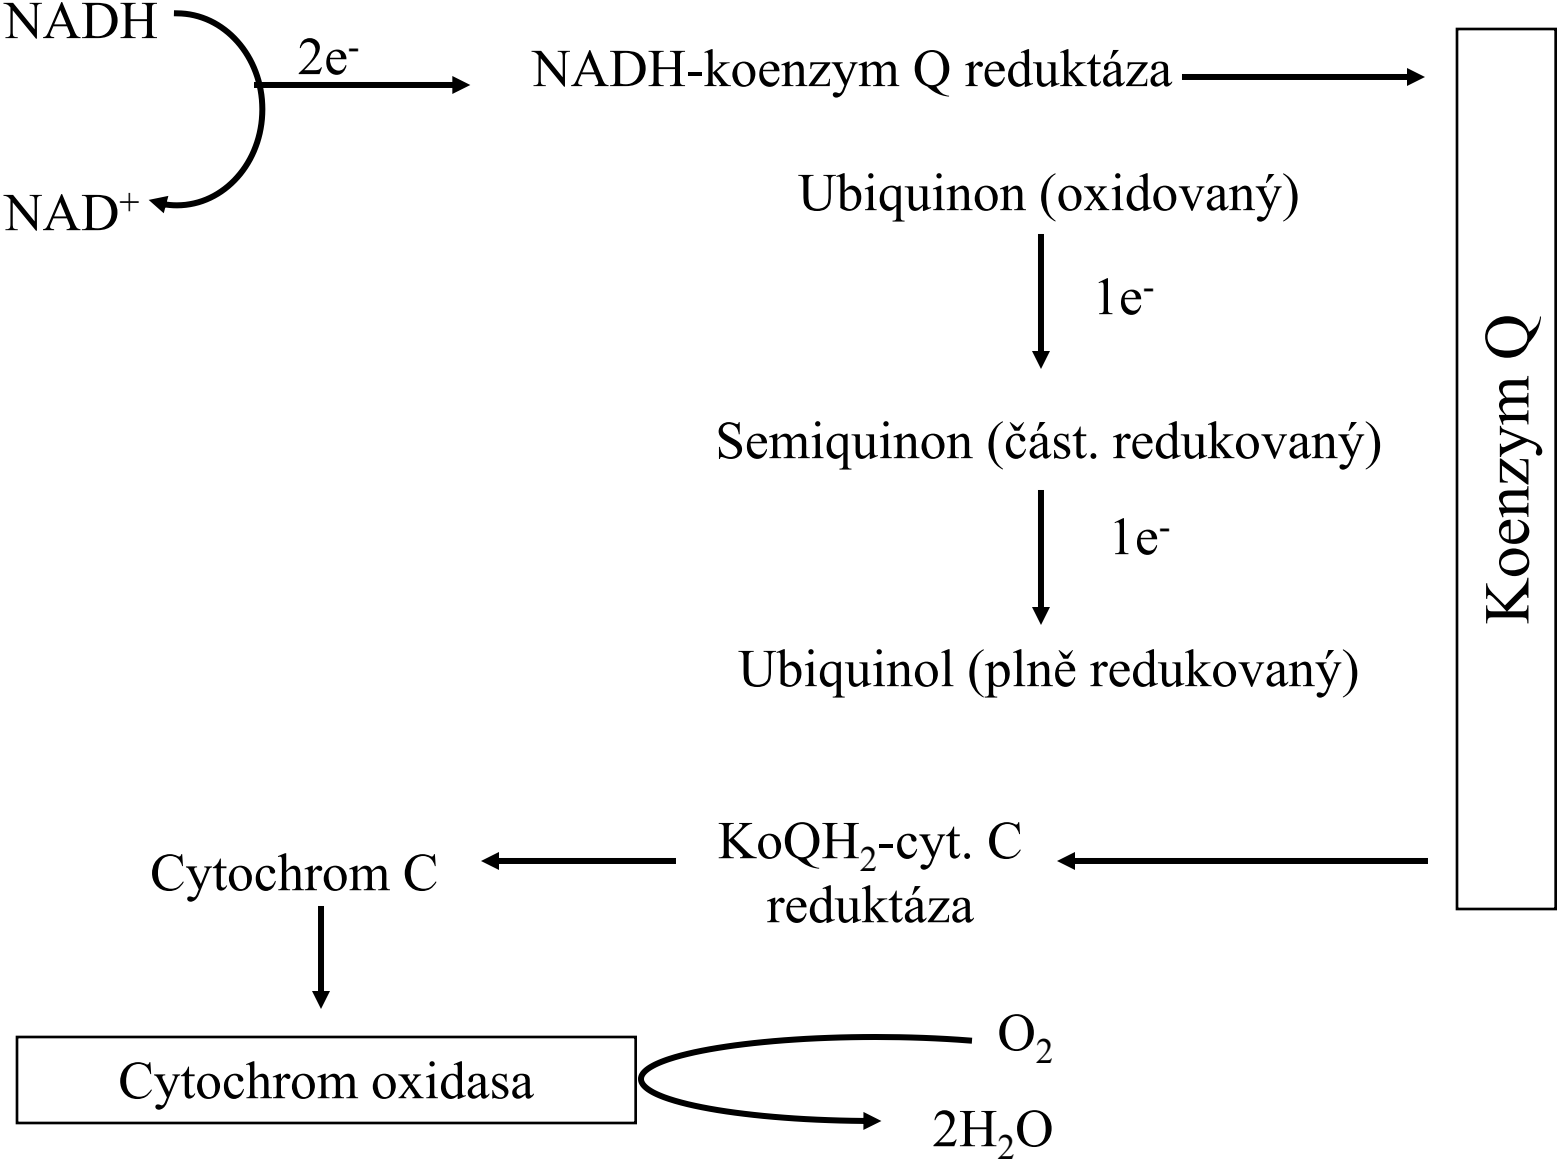 NADH
2e-
NADH-koenzym Q reduktáza
NAD+
Ubiquinon (oxidovaný)
1e-
Semiquinon (část. redukovaný)
1e-
Ubiquinol (plně redukovaný)
Koenzym Q
KoQH2-cyt. C
reduktáza
Cytochrom C
Cytochrom oxidasa
O2
2H2O